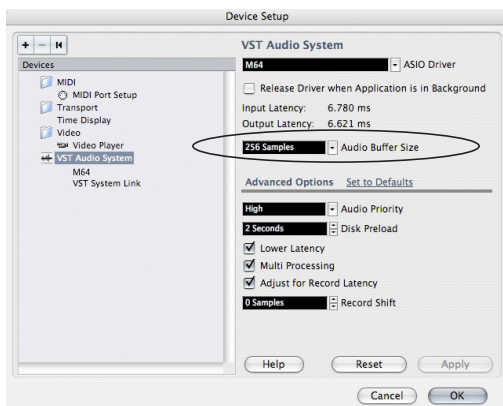 Device Setup
+ – |◄
Devices
MIDI
MIDI Port Setup
Transport
Time Display
Video
Video Player
VST Audio System
M64
VST System Link
VST Audio System
M64 ASIO Driver
Release Driver when Application is in Background
Input Latency: 6.780 ms
Output Latency: 6.621 ms
256 Samples Audio Buffer Size
Advanced Options Set to Defaults
High Audio Priority
2 Seconds Disk Preload
Lower Latency
Multi Processing
Adjust for Record Latency
0 Samples Record Shift
Help Reset Apply
Cancel OK